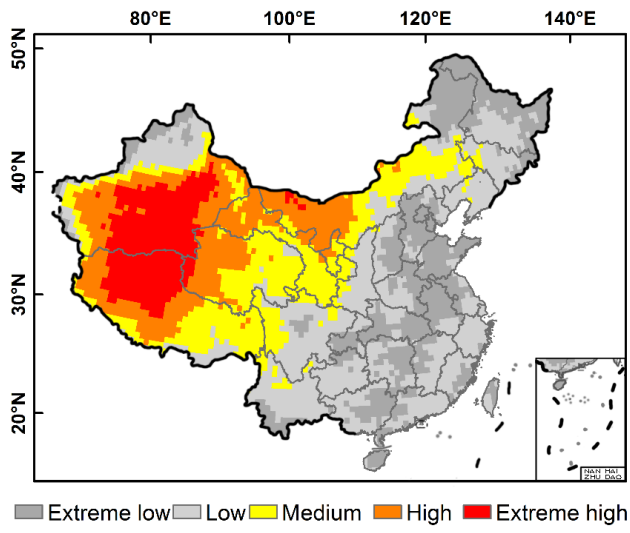 80°E 100°E 120°E 140°E
50°N
40°N
30°N
20°N
NAN HAI
ZHU DAO
Extreme low Low Medium High Extreme high